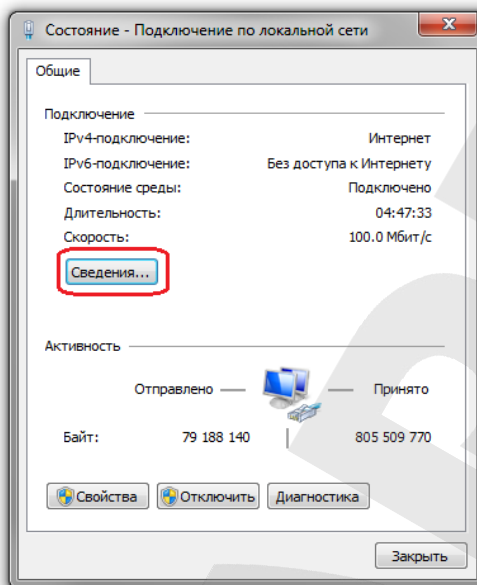 Состояние - Подключение по локальной сети
Общие
Подключение
IPv4-подключение: Интернет
IPv6-подключение: Без доступа к Интернету
Состояние среды: Подключено
Длительность: 04:47:33
Скорость: 100.0 Мбит/с
Сведения...
Активность
Отправлено Принято
Байт: 79 188 140 805 509 770
Свойства Отключить Диагностика
Закрыть